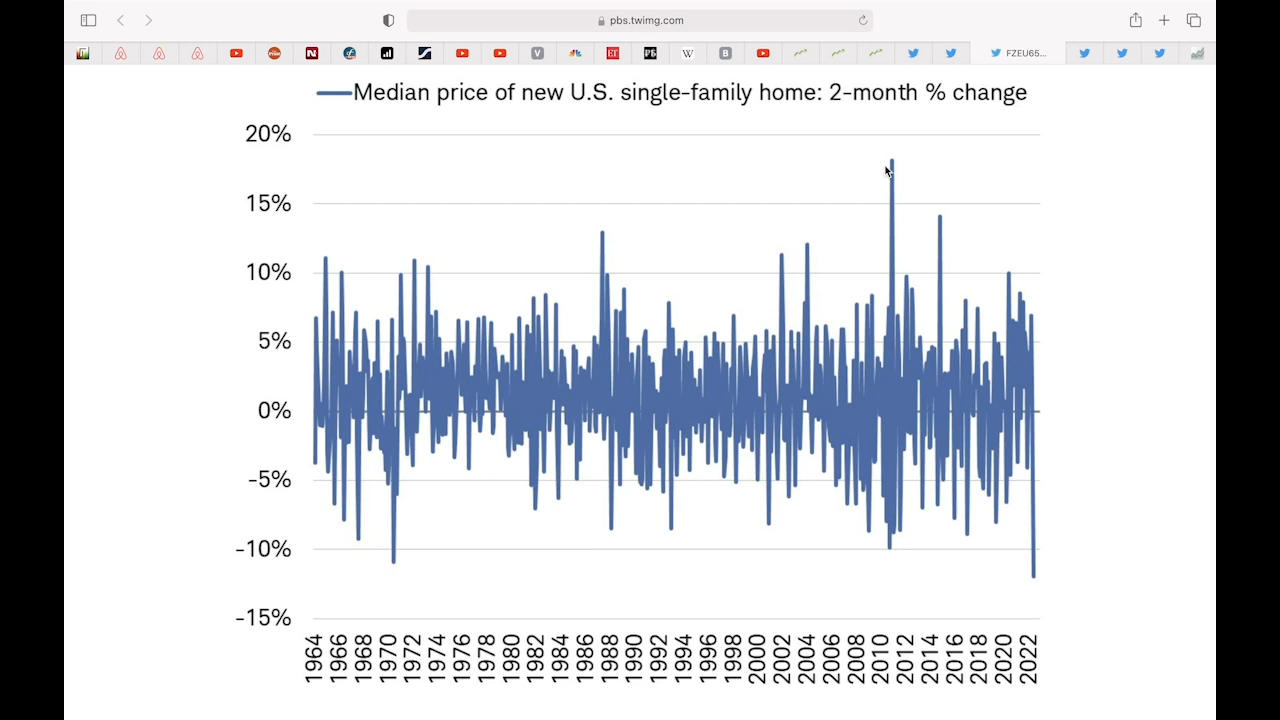 pbs.twimg.com
FZEU65...
Median price of new U.S. single-family home: 2-month % change
20%
15%
10%
5%
0%
-5%
-10%
-15%
1964 1966 1968 1970 1972 1974 1976 1978 1980 1982 1984 1986 1988 1990 1992 1994 1996 1998 2000 2002 2004 2006 2008 2010 2012 2014 2016 2018 2020 2022